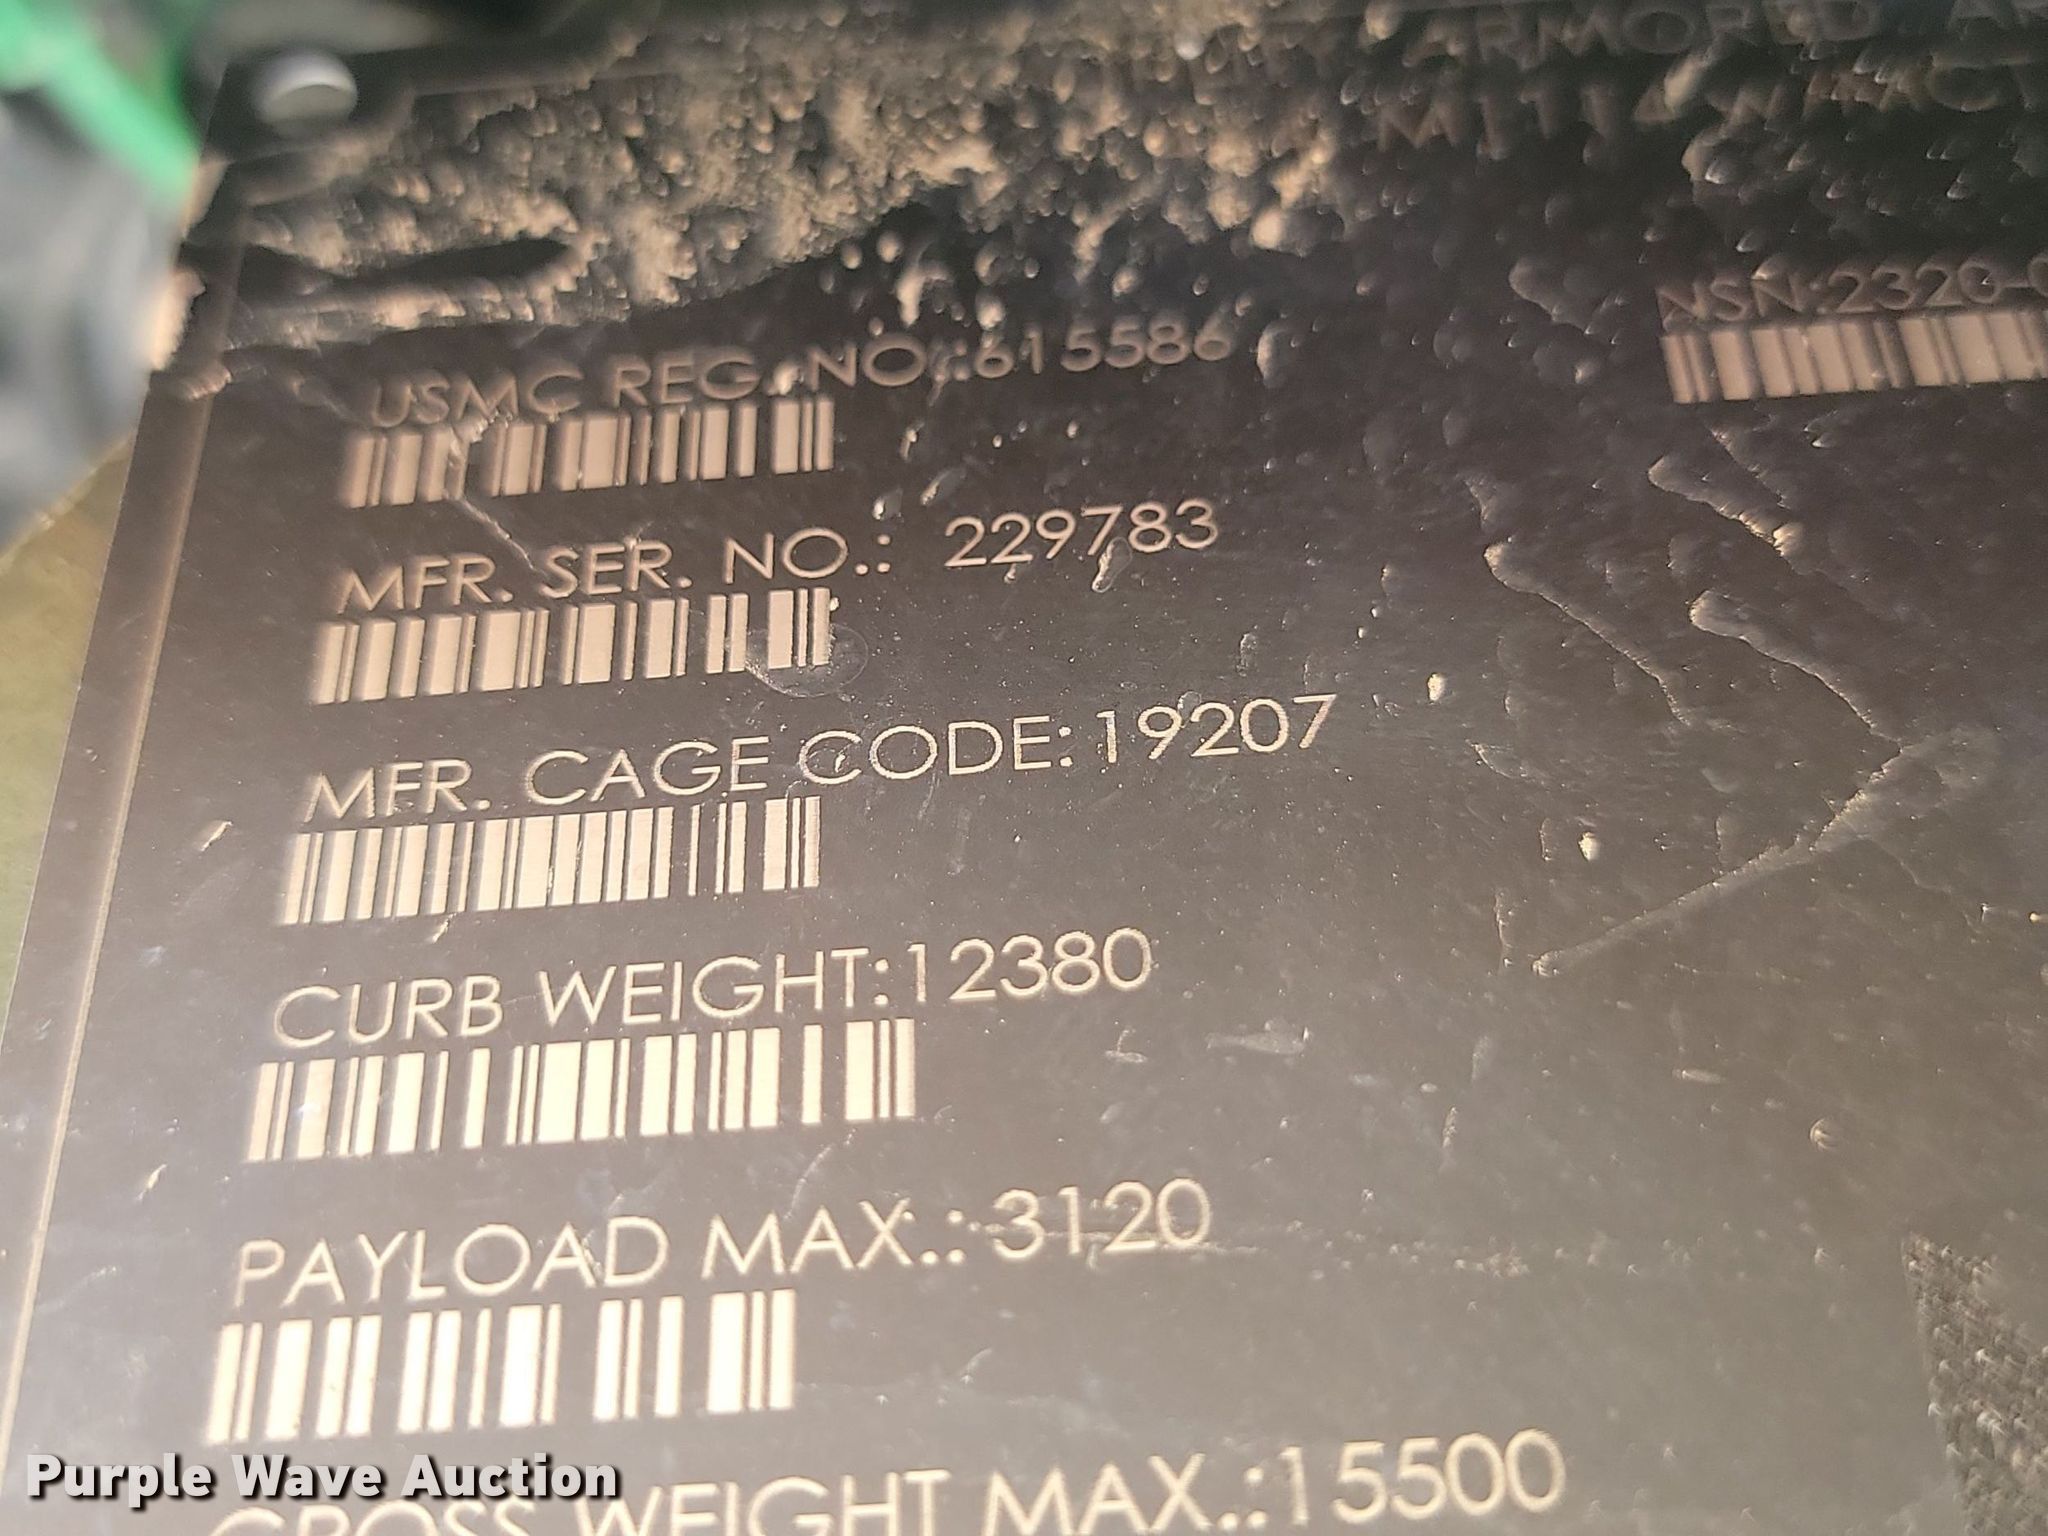 ARMORED
M1114 W/
NSN:2320-0
USMC REG. NO.:615586
MFR. SER. NO.: 229783
MFR. CAGE CODE:19207
CURB WEIGHT:12380
PAYLOAD MAX.: 3120
GROSS WEIGHT MAX.:15500
Purple Wave Auction